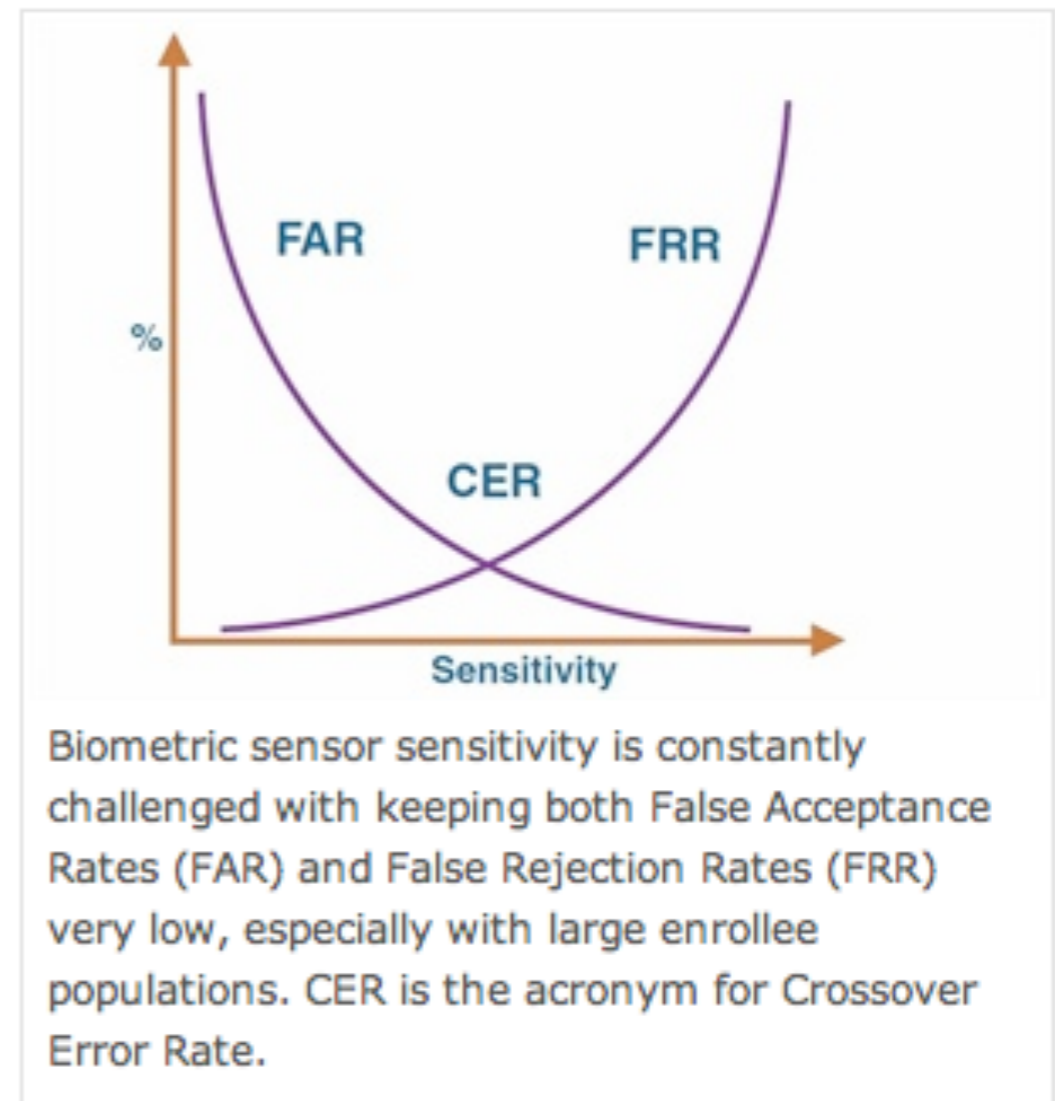 FAR
FRR
%
CER
Sensitivity
Biometric sensor sensitivity is constantly
challenged with keeping both False Acceptance
Rates (FAR) and False Rejection Rates (FRR)
very low, especially with large enrollee
populations. CER is the acronym for Crossover
Error Rate.